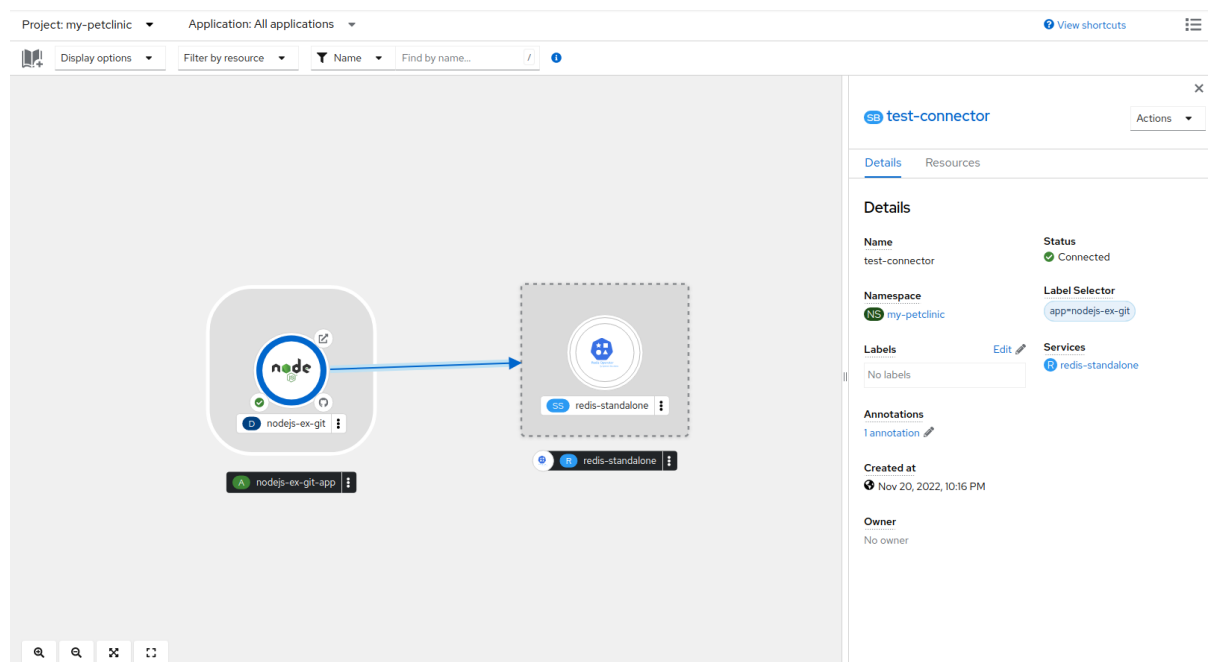 Project: my-petclinic
Application: All applications
View shortcuts
Display options
Filter by resource
Name
Find by name...
/
SB test-connector
Actions
Details
Resources
Details
Name
test-connector
Status
Connected
Namespace
NS my-petclinic
Label Selector
app=nodejs-ex-git
Labels
Edit
No labels
Services
R redis-standalone
Annotations
1 annotation
Created at
Nov 20, 2022, 10:16 PM
Owner
No owner
node
JS
D nodejs-ex-git
A nodejs-ex-git-app
SS redis-standalone
R redis-standalone